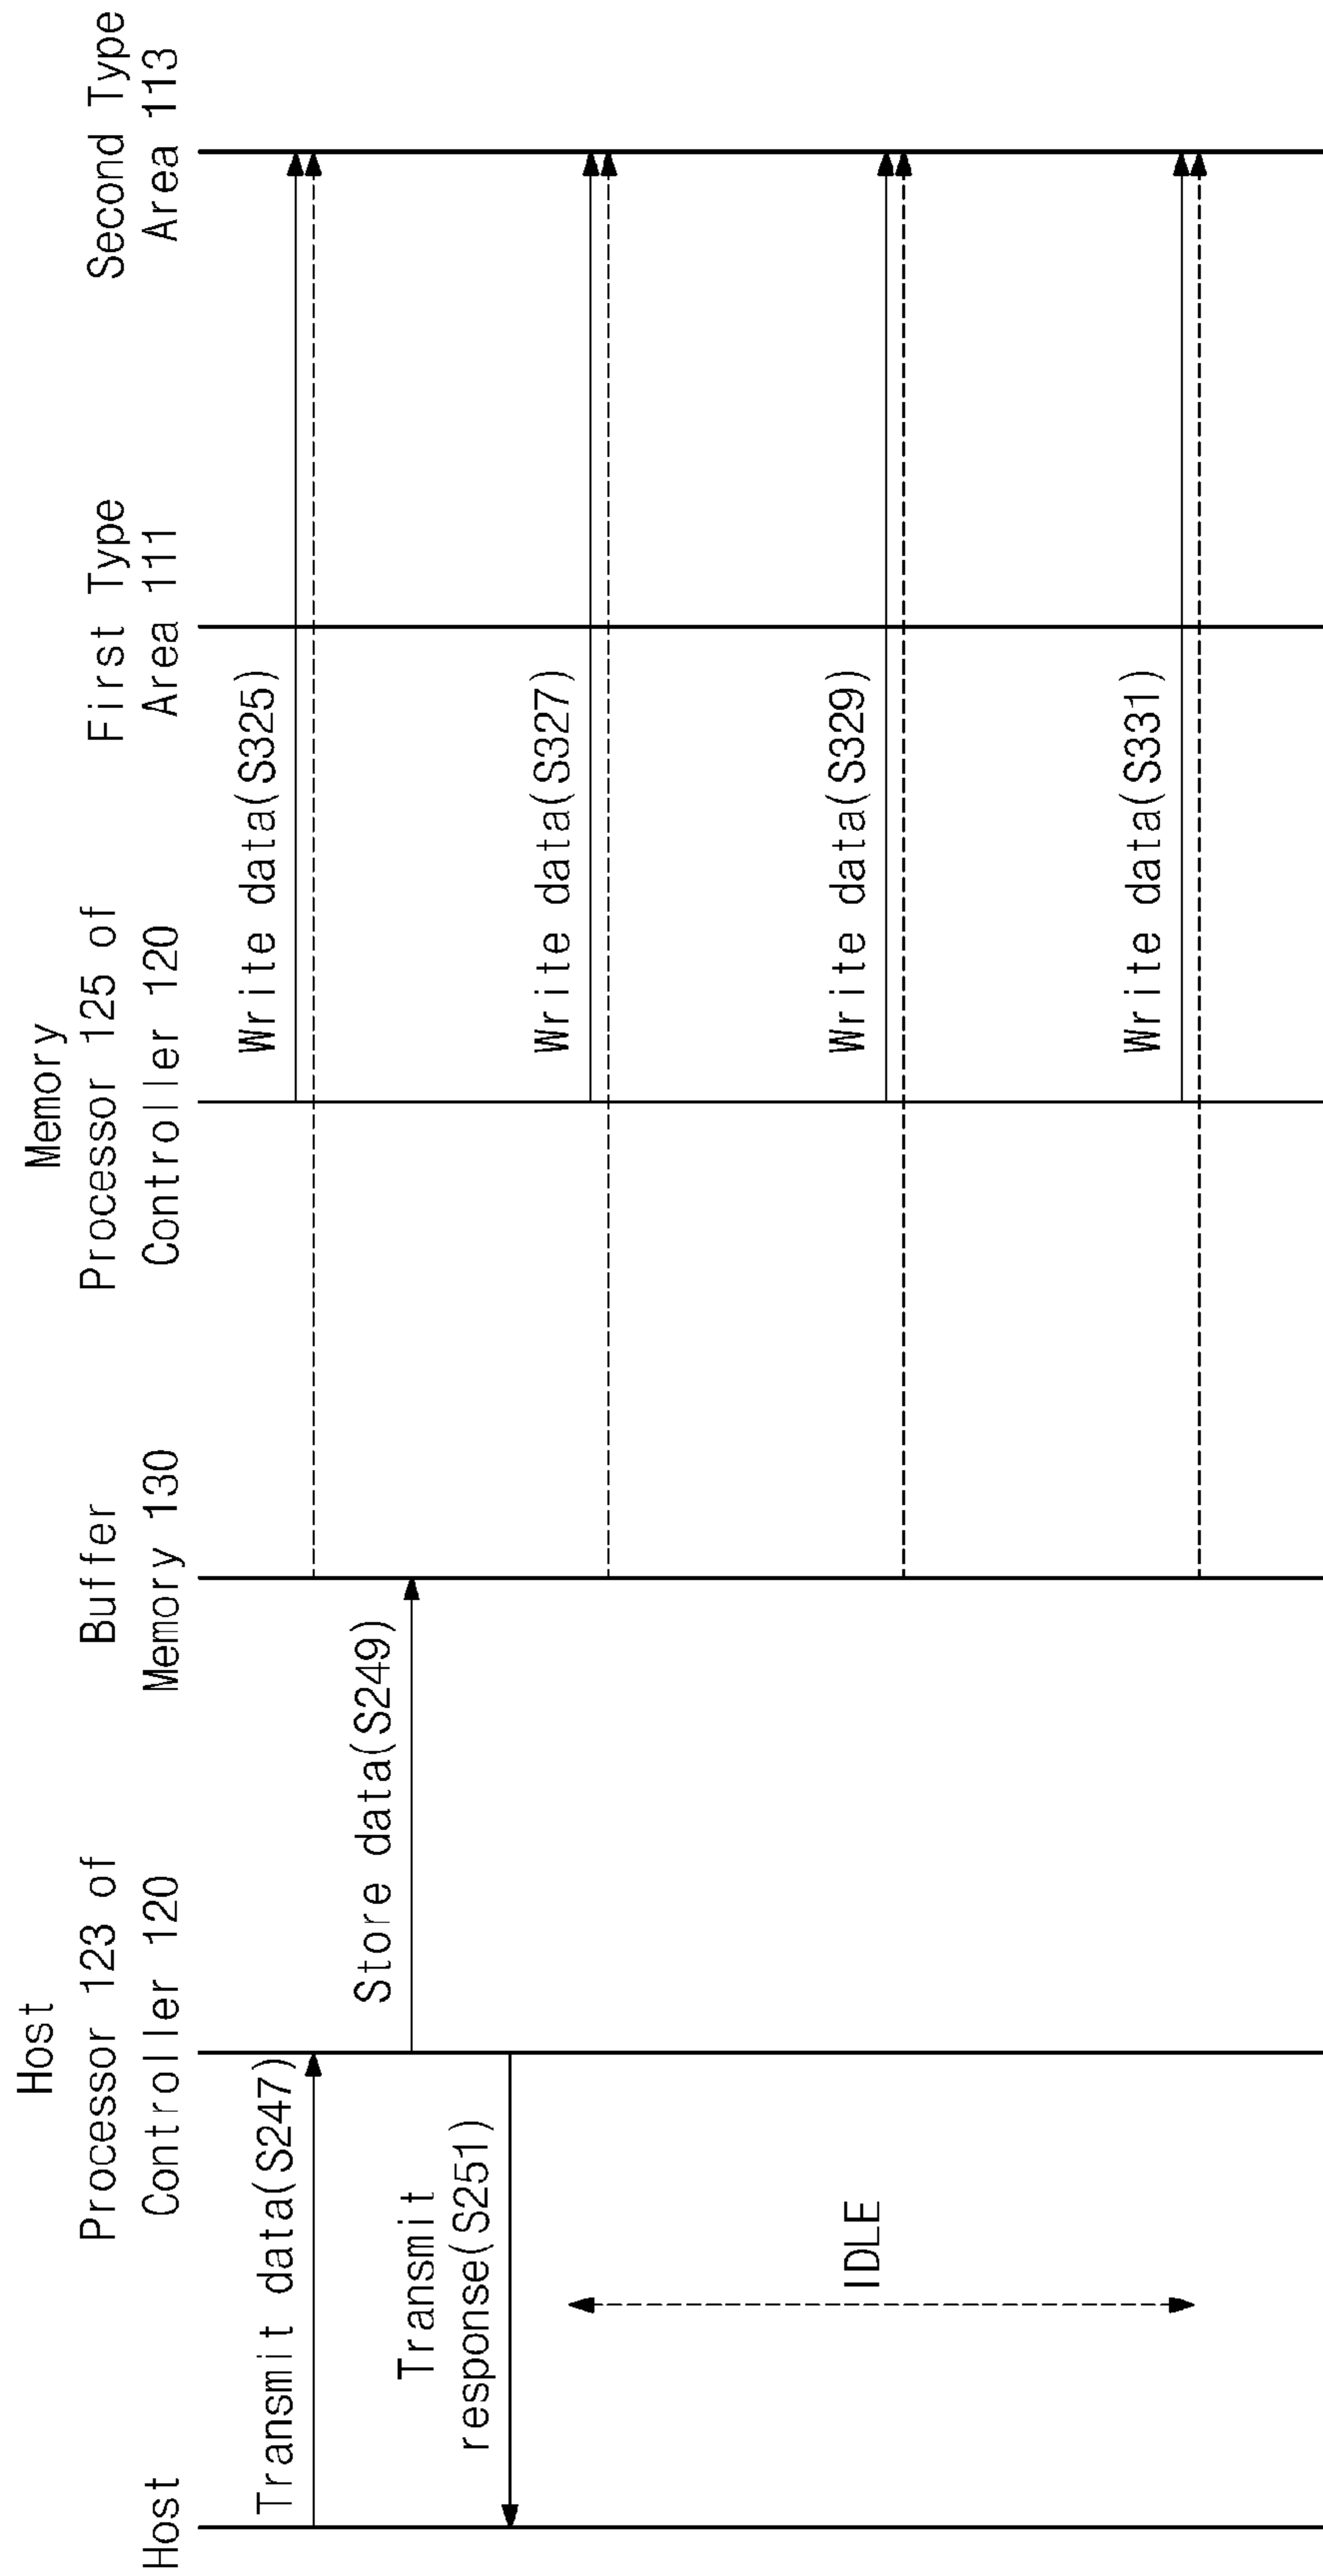 Host
Host
Processor 123 of
Controller 120
Buffer
Memory 130
Memory
Processor 125 of
Controller 120
First Type
Area 111
Second Type
Area 113
Transmit data(S247)
Write data(S325)
Store data(S249)
Transmit
response(S251)
Write data(S327)
IDLE
Write data(S329)
Write data(S331)